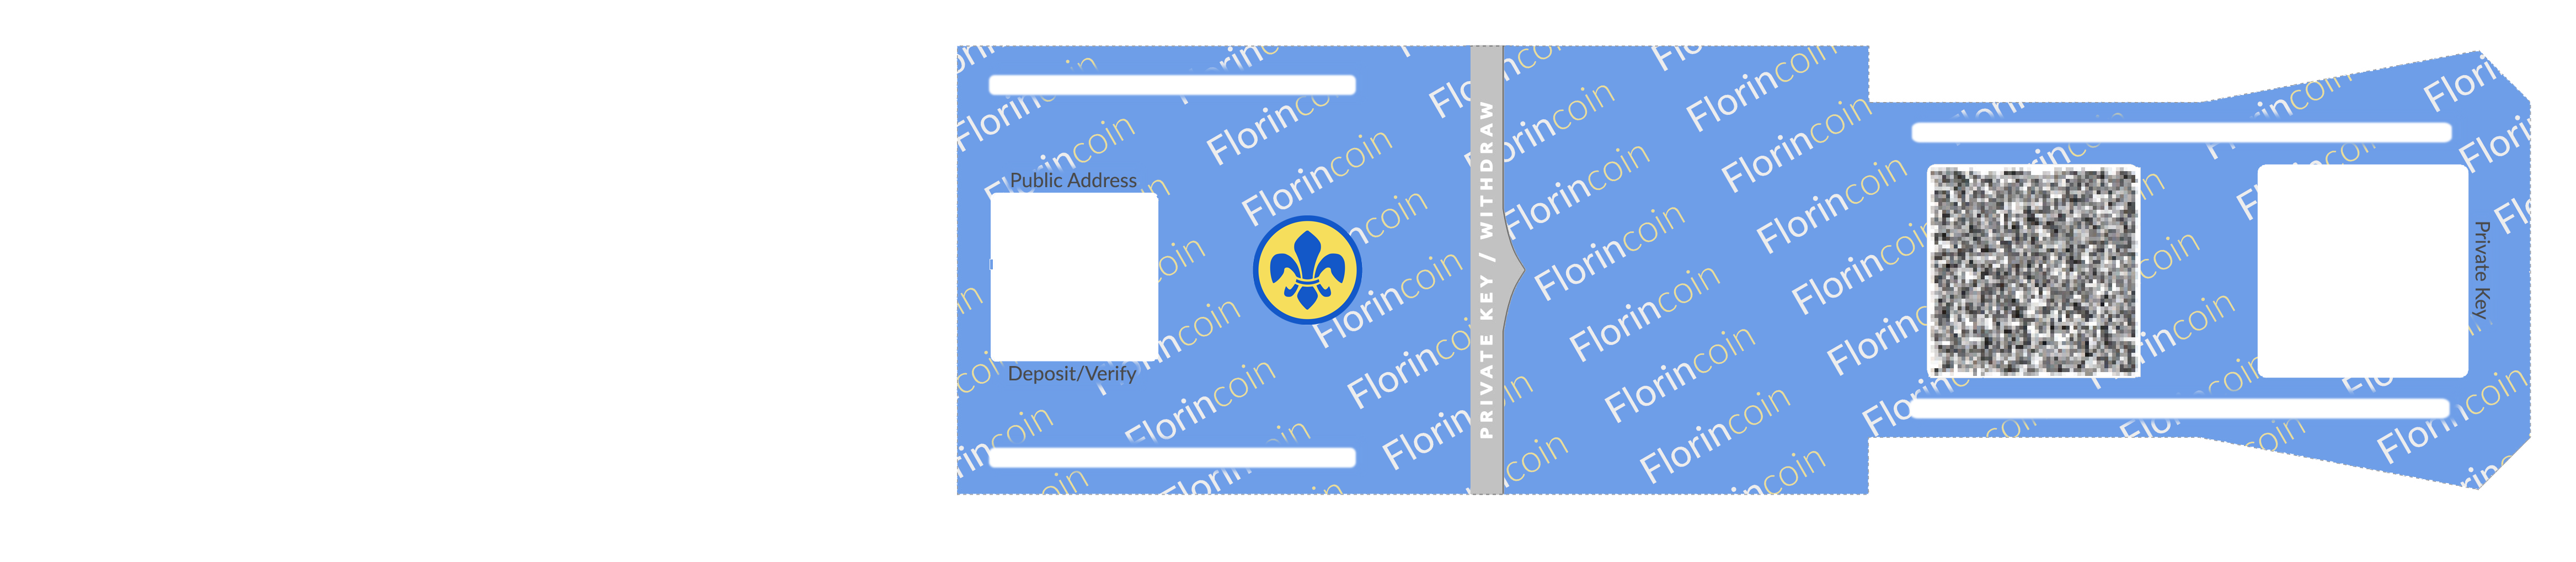 Public Address
Deposit/Verify
Florincoin
PRIVATE KEY / WITHDRAW
Private Key